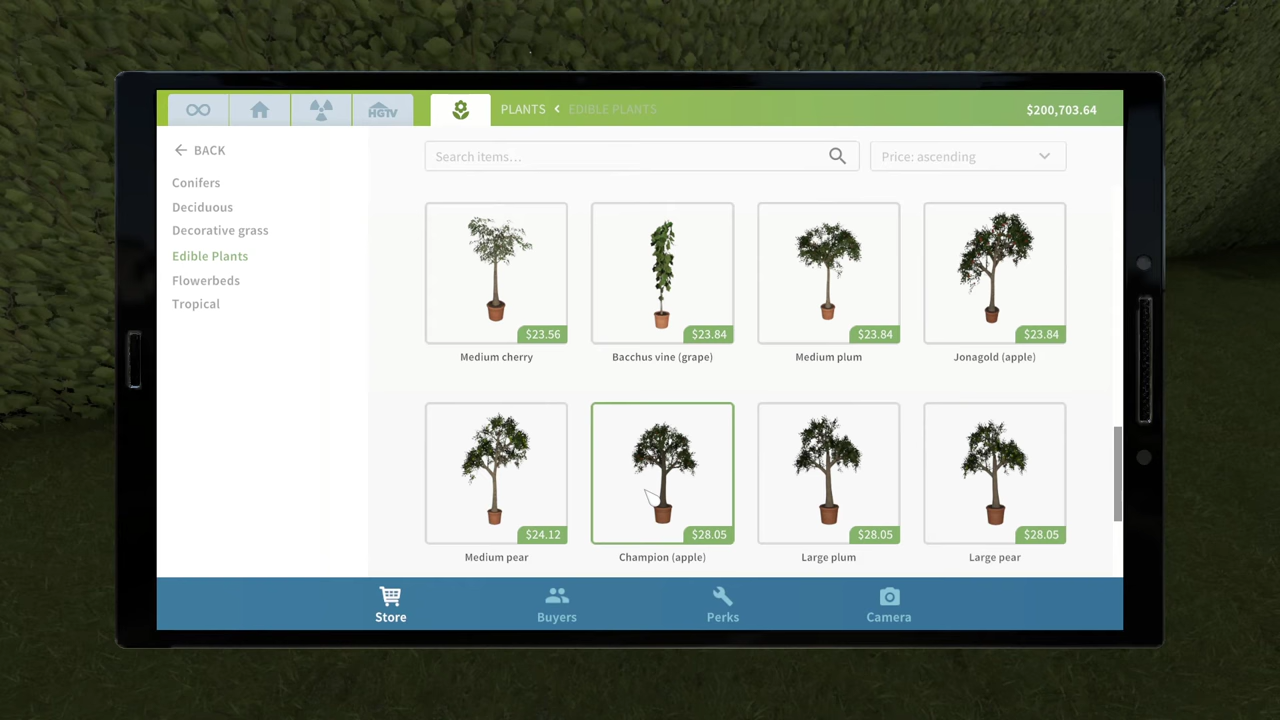 HGTV
PLANTS < EDIBLE PLANTS
$200,703.64
BACK
Conifers
Deciduous
Decorative grass
Edible Plants
Flowerbeds
Tropical
Search items...
Price: ascending
$23.56
Medium cherry
$23.84
Bacchus vine (grape)
$23.84
Medium plum
$23.84
Jonagold (apple)
$24.12
Medium pear
$28.05
Champion (apple)
$28.05
Large plum
$28.05
Large pear
Store
Buyers
Perks
Camera